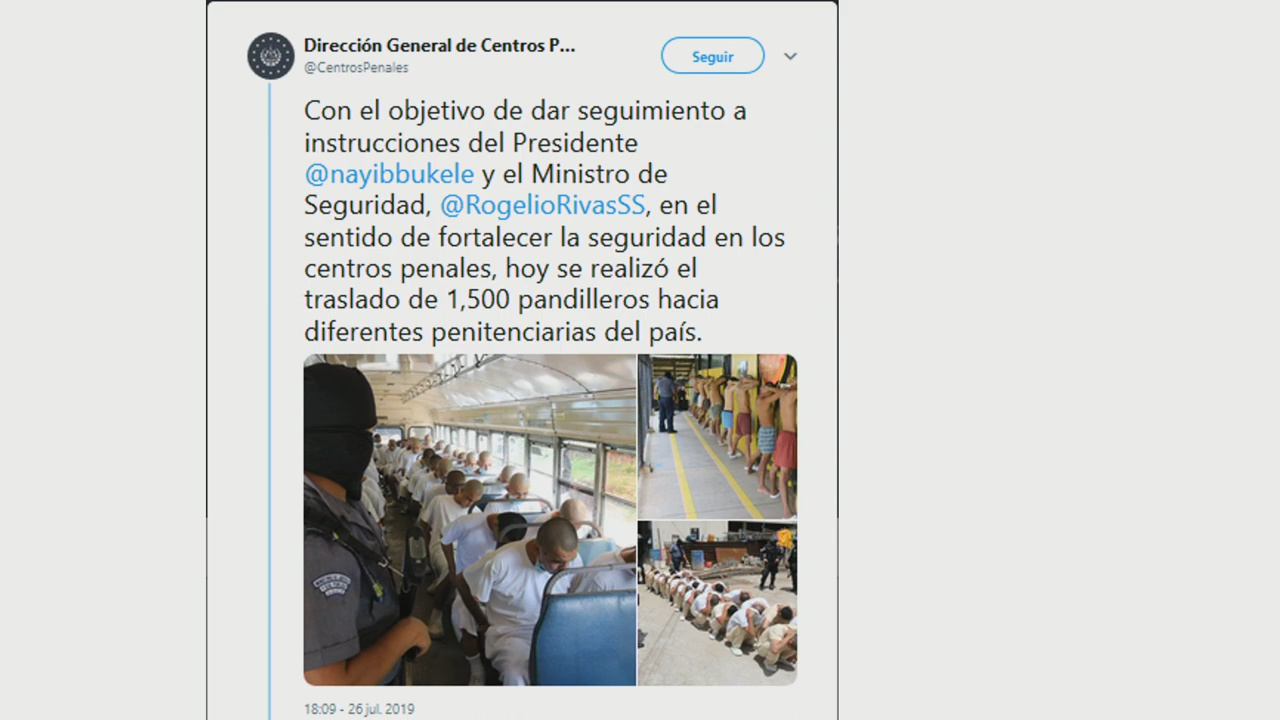 Dirección General de Centros P...
@CentrosPenales
Seguir
Con el objetivo de dar seguimiento a
instrucciones del Presidente
@nayibbukele y el Ministro de
Seguridad, @RogelioRivasSS, en el
sentido de fortalecer la seguridad en los
centros penales, hoy se realizó el
traslado de 1,500 pandilleros hacia
diferentes penitenciarias del país.
18:09 - 26 jul. 2019